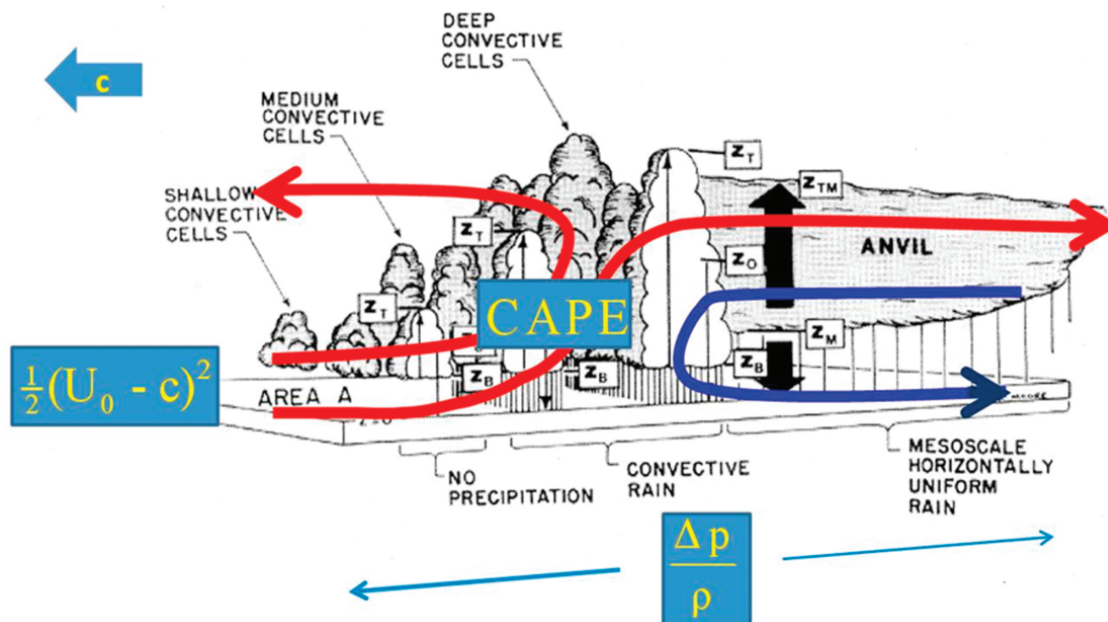 DEEP
CONVECTIVE
CELLS
c
MEDIUM
CONVECTIVE
CELLS
SHALLOW
CONVECTIVE
CELLS
Z_T
Z_TM
Z_T
ANVIL
Z_O
Z_T
CAPE
Z_M
Z_B
Z_B
Z_B
½(U₀ - c)²
AREA A
MOORE
NO
PRECIPITATION
CONVECTIVE
RAIN
MESOSCALE
HORIZONTALLY
UNIFORM
RAIN
Δ p
ρ